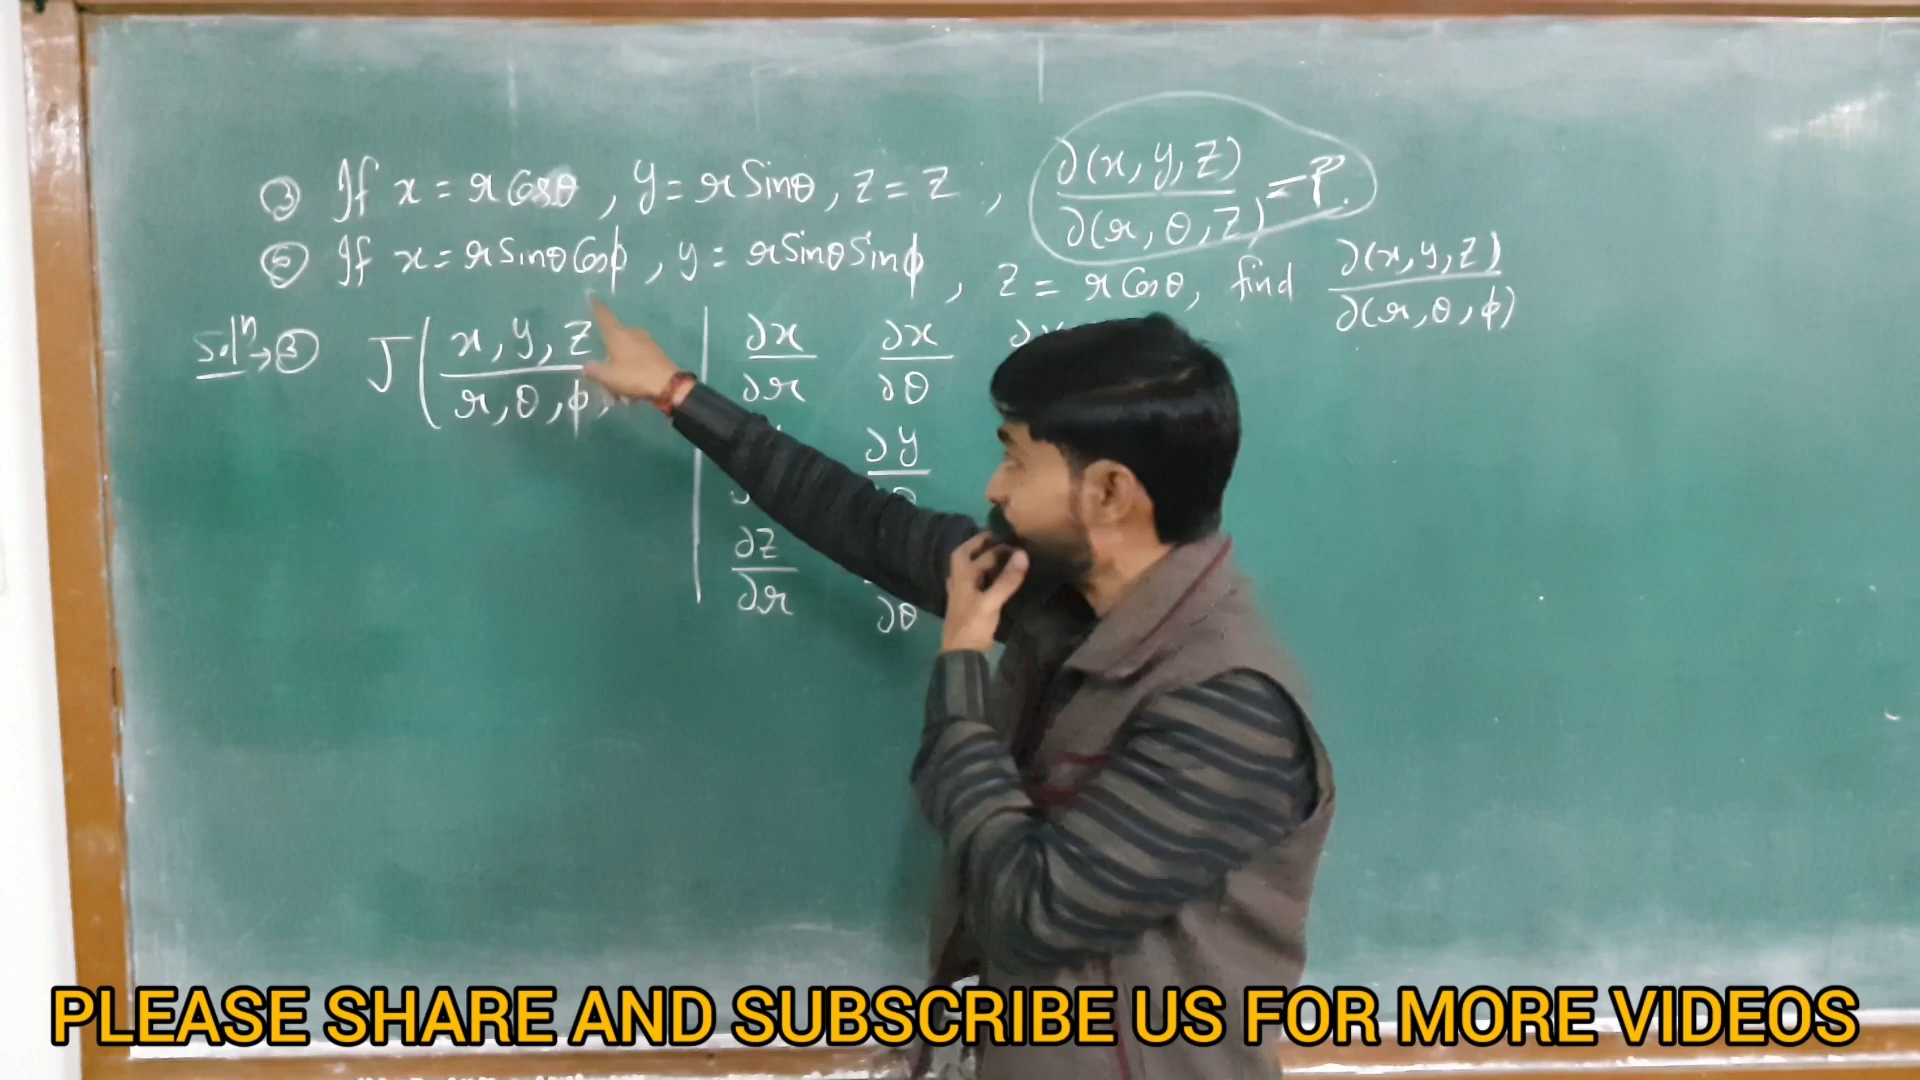 ③ If x = r Cosθ , y = r Sinθ , z = z , ∂(x, y, z) / ∂(r, θ, z) = ?.
⑤ If x = r Sinθ Cosϕ , y = r Sinθ Sinϕ , z = r Cosθ, find ∂(x, y, z) / ∂(r, θ, ϕ)
Solⁿ → ③ J ( x, y, z / r, θ, ϕ | ∂x/∂r ∂x/∂θ
∂y
∂z/∂r ∂θ
PLEASE SHARE AND SUBSCRIBE US FOR MORE VIDEOS